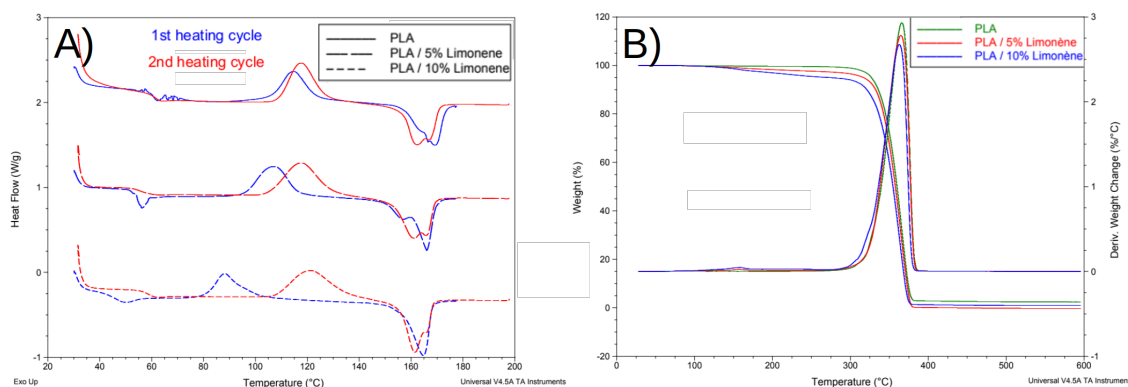 A)
1st heating cycle
2nd heating cycle
PLA
PLA / 5% Limonene
PLA / 10% Limonene
3
2
1
0
-1
Heat Flow (W/g)
20
40
60
80
100
120
140
160
180
200
Exo Up
Temperature (°C)
Universal V4.5A TA Instruments
B)
PLA
PLA / 5% Limonène
PLA / 10% Limonène
120
100
80
60
40
20
0
-20
Weight (%)
3
2
1
0
-1
Deriv. Weight Change (%/°C)
0
100
200
300
400
500
600
Temperature (°C)
Universal V4.5A TA Instrumen